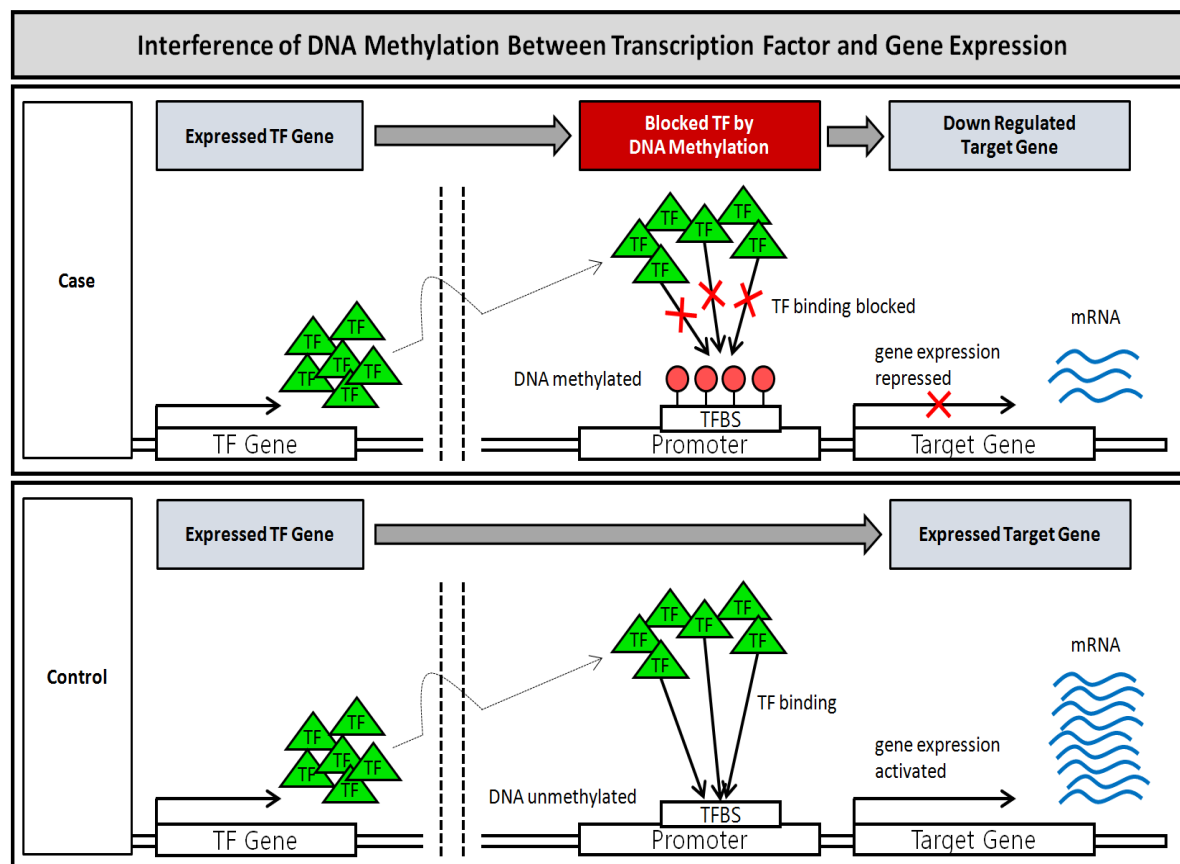 Interference of DNA Methylation Between Transcription Factor and Gene Expression
Case
Expressed TF Gene
Blocked TF by
DNA Methylation
Down Regulated
Target Gene
TF
TF
TF
TF
TF
TF
TF
TF
TF
TF
TF
TF
TF binding blocked
mRNA
gene expression
repressed
DNA methylated
TFBS
TF Gene
Promoter
Target Gene
Control
Expressed TF Gene
Expressed Target Gene
TF
TF
TF
TF
TF
TF
TF
TF
TF
TF
TF
TF
TF binding
mRNA
gene expression
activated
DNA unmethylated
TFBS
TF Gene
Promoter
Target Gene